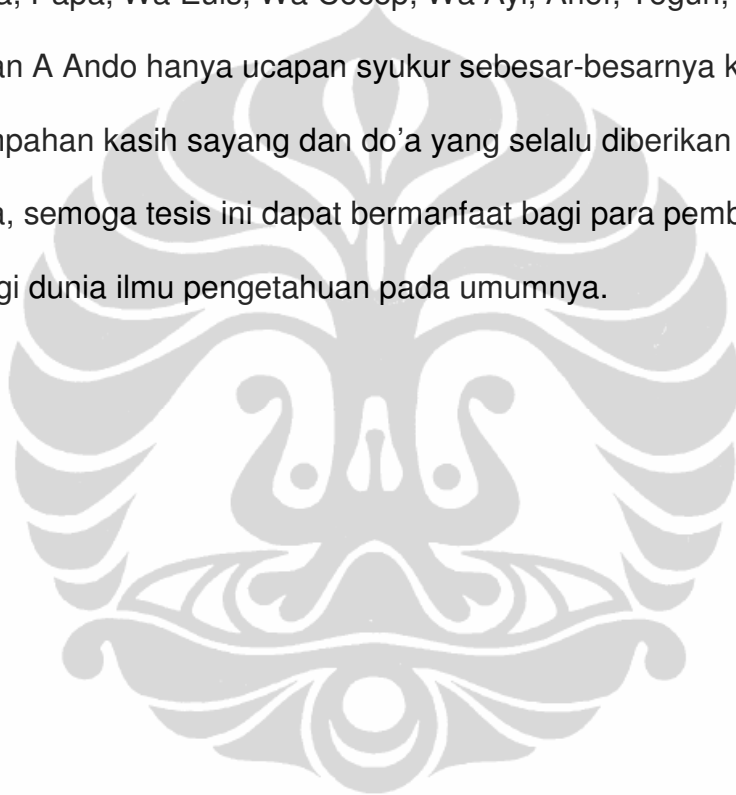 an A Ando hanya ucapan syukur sebesar-besarnya k
npahan kasih sayang dan do'a yang selalu diberikan
a, semoga tesis ini dapat bermanfaat bagi para pemb
gi dunia ilmu pengetahuan pada umumnya.